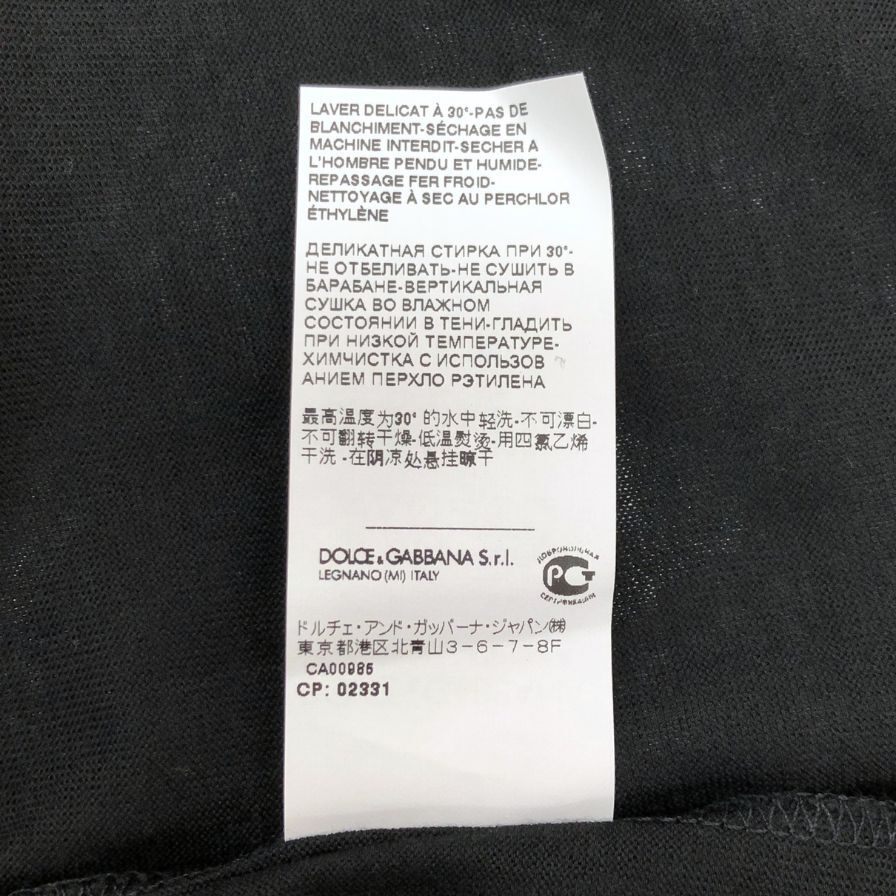 LAVER DELICAT À 30°-PAS DE
BLANCHIMENT-SÉCHAGE EN
MACHINE INTERDIT-SECHER A
L'HOMBRE PENDU ET HUMIDE-
REPASSAGE FER FROID-
NETTOYAGE À SEC AU PERCHLOR
ÉTHYLÈNE
ДЕЛИКАТНАЯ СТИРКА ПРИ 30°-
НЕ ОТБЕЛИВАТЬ-НЕ СУШИТЬ В
БАРАБАНЕ-ВЕРТИКАЛЬНАЯ
СУШКА ВО ВЛАЖНОМ
СОСТОЯНИИ В ТЕНИ-ГЛАДИТЬ
ПРИ НИЗКОЙ ТЕМПЕРАТУРЕ-
ХИМЧИСТКА С ИСПОЛЬЗОВ
АНИЕМ ПЕРХЛО РЭТИЛЕНА
最高温度为30° 的水中轻洗-不可漂白-
不可翻转干燥-低温熨烫-用四氯乙烯
干洗-在阴凉处悬挂晾干
DOLCE & GABBANA S.r.l.
LEGNANO (MI) ITALY
ДОБРОВОЛЬНАЯ
РСТ
СЕРТИФИКАЦИЯ
ドルチェ・アンド・ガッバーナ・ジャパン㈱
東京都港区北青山3-6-7-8F
CA00985
CP: 02331